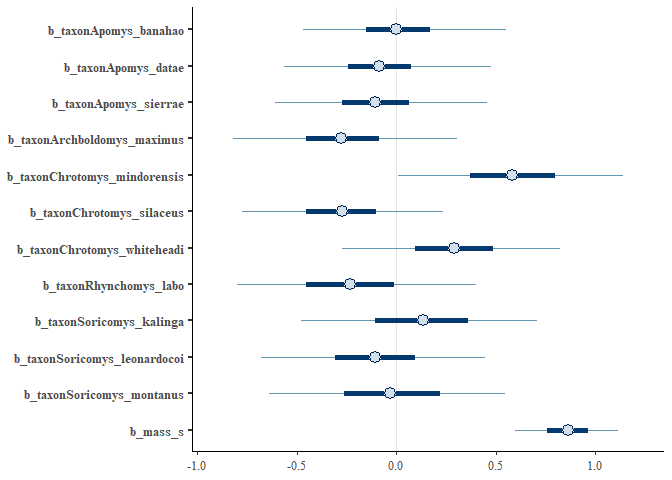 b_taxonApomys_banahao
b_taxonApomys_datae
b_taxonApomys_sierrae
b_taxonArchboldomys_maximus
b_taxonChrotomys_mindorensis
b_taxonChrotomys_silaceus
b_taxonChrotomys_whiteheadi
b_taxonRhynchomys_labo
b_taxonSoricomys_kalinga
b_taxonSoricomys_leonardocoi
b_taxonSoricomys_montanus
b_mass_s
-1.0 -0.5 0.0 0.5 1.0